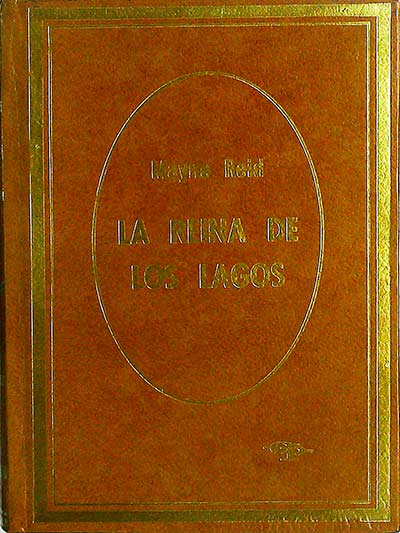 Mayne Reid
LA REINA DE
LOS LAGOS